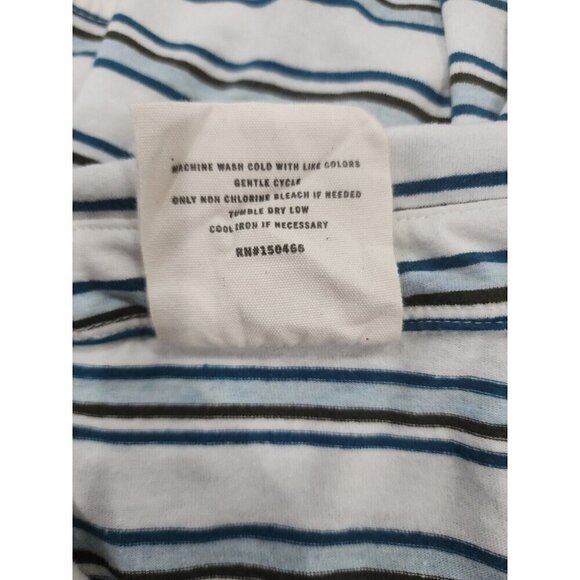 MACHINE WASH COLD WITH LIKE COLORS
GENTLE CYCLE
ONLY NON CHLORINE BLEACH IF NEEDED
TUMBLE DRY LOW
COOL IRON IF NECESSARY
RN#150466